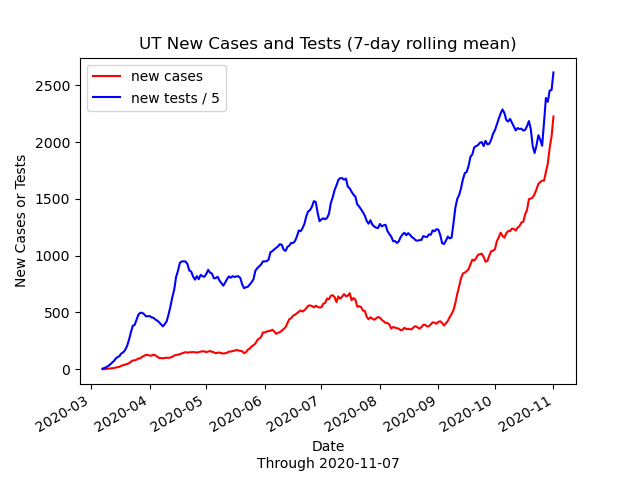 UT New Cases and Tests (7-day rolling mean)
new cases
new tests / 5
New Cases or Tests
2500
2000
1500
1000
500
0
2020-03
2020-04
2020-05
2020-06
2020-07
2020-08
2020-09
2020-10
2020-11
Date
Through 2020-11-07